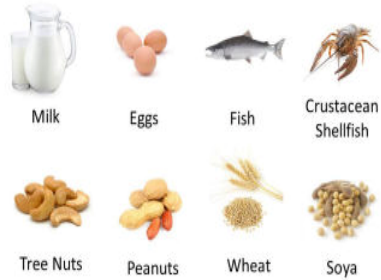 Milk
Eggs
Fish
Crustacean
Shellfish
Tree Nuts
Peanuts
Wheat
Soya